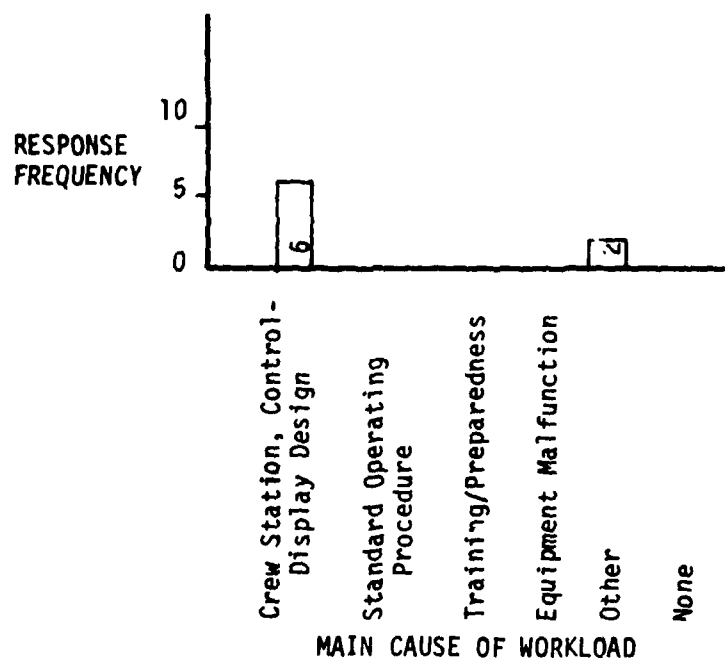 10
RESPONSE
FREQUENCY
5
6
2
0
Crew Station, Control-
Display Design
Standard Operating
Procedure
Training/Preparedness
Equipment Malfunction
Other
None
MAIN CAUSE OF WORKLOAD